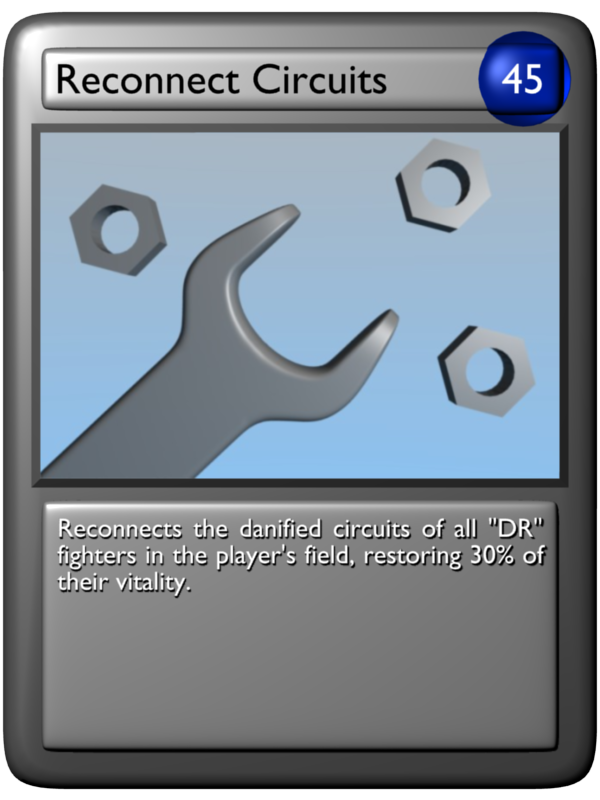 Reconnect Circuits
45
Reconnects the danified circuits of all "DR"
fighters in the player's field, restoring 30% of
their vitality.